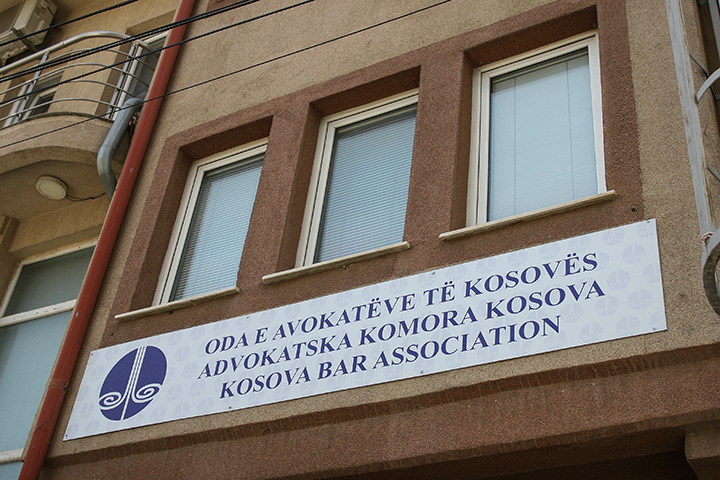 ODA E AVOKATËVE TË KOSOVËS
ADVOKATSKA KOMORA KOSOVA
KOSOVA BAR ASSOCIATION